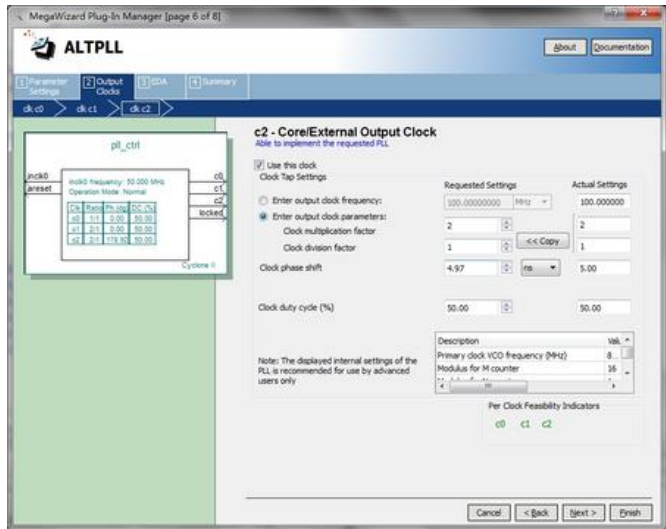 MegaWizard Plug-In Manager [page 6 of 8]
ALTPLL
About
Documentation
1 Parameter Settings
2 Output Clocks
3 EDA
4 Summary
clk c0
clk c1
clk c2
pll_ctrl
inclk0
areset
inclk0 frequency: 50.000 MHz
Operation Mode: Normal
Clk Ratio Ph (dg) DC (%)
c0 1/1 0.00 50.00
c1 2/1 0.00 50.00
c2 2/1 178.92 50.00
c0
c1
c2
locked
Cyclone II
c2 - Core/External Output Clock
Able to implement the requested PLL
Use this clock
Clock Tap Settings
Requested Settings
Actual Settings
Enter output clock frequency:
100.00000000
MHz
100.000000
Enter output clock parameters:
Clock multiplication factor
2
2
<< Copy
Clock division factor
1
1
Clock phase shift
4.97
ns
5.00
Clock duty cycle (%)
50.00
50.00
Note: The displayed internal settings of the
PLL is recommended for use by advanced
users only
Description
Primary clock VCO frequency (MHz)
8...
Modulus for M counter
16
Per Clock Feasibility Indicators
c0 c1 c2
Cancel
< Back
Next >
Finish